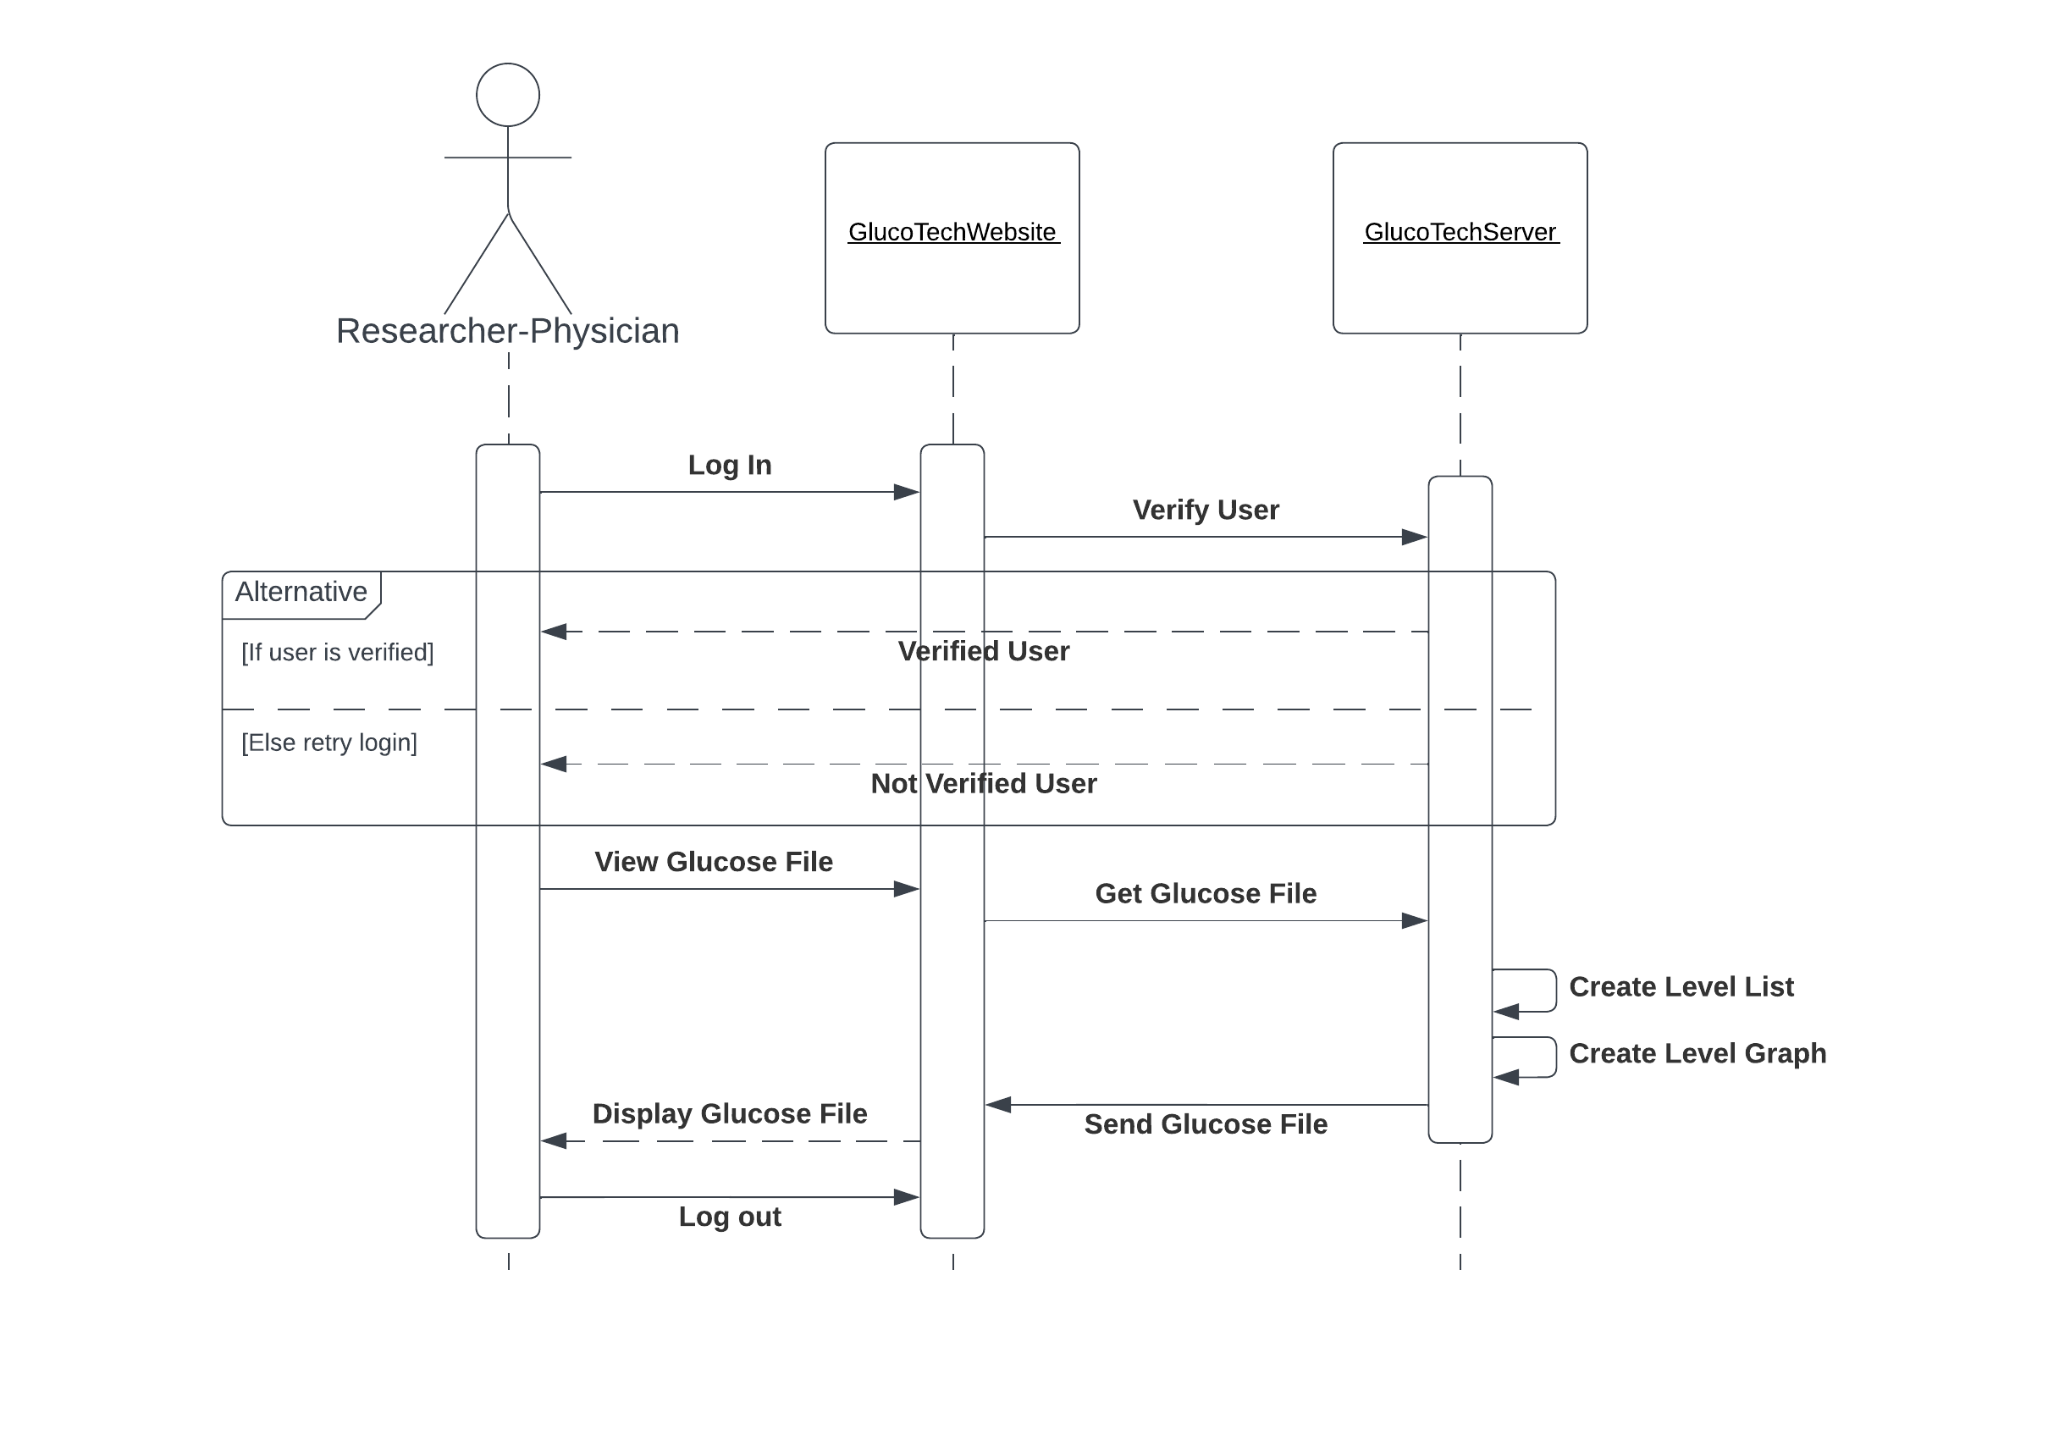 GlucoTechWebsite
GlucoTechServer
Researcher-Physician
Log In
Verify User
Alternative
[If user is verified]
Verified User
[Else retry login]
Not Verified User
View Glucose File
Get Glucose File
Create Level List
Create Level Graph
Display Glucose File
Send Glucose File
Log out